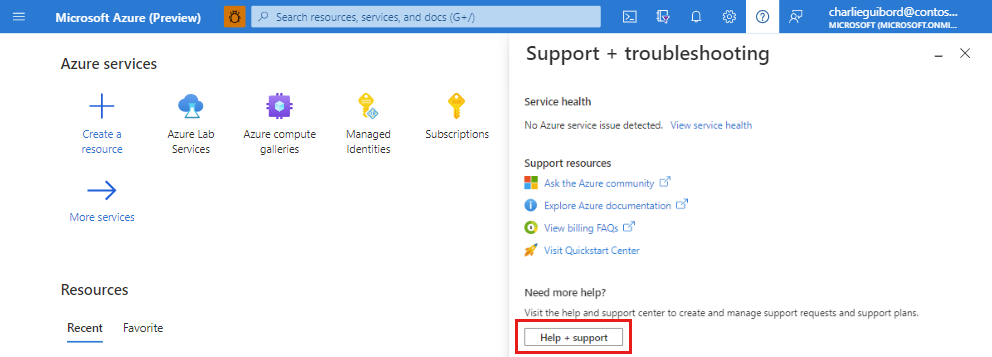 Microsoft Azure (Preview)
Search resources, services, and docs (G+/)
charlieguibord@contos...
MICROSOFT (MICROSOFT.ONMI...
Azure services
Create a
resource
Azure Lab
Services
Azure compute
galleries
Managed
Identities
Subscriptions
More services
Resources
Recent
Favorite
Support + troubleshooting
Service health
No Azure service issue detected. View service health
Support resources
Ask the Azure community
Explore Azure documentation
View billing FAQs
Visit Quickstart Center
Need more help?
Visit the help and support center to create and manage support requests and support plans.
Help + support